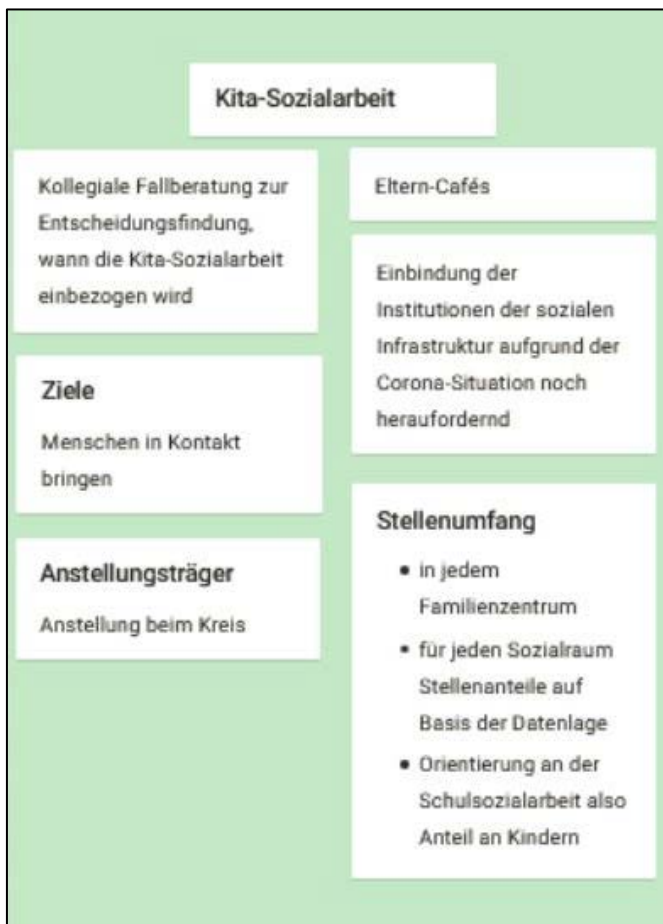 Kita-Sozialarbeit
Kollegiale Fallberatung zur
Entscheidungsfindung,
wann die Kita-Sozialarbeit
einbezogen wird
Ziele
Menschen in Kontakt
bringen
Anstellungsträger
Anstellung beim Kreis
Eltern-Cafés
Einbindung der
Institutionen der sozialen
Infrastruktur aufgrund der
Corona-Situation noch
heraufordernd
Stellenumfang
• in jedem
Familienzentrum
• für jeden Sozialraum
Stellenanteile auf
Basis der Datenlage
• Orientierung an der
Schulsozialarbeit also
Anteil an Kindern